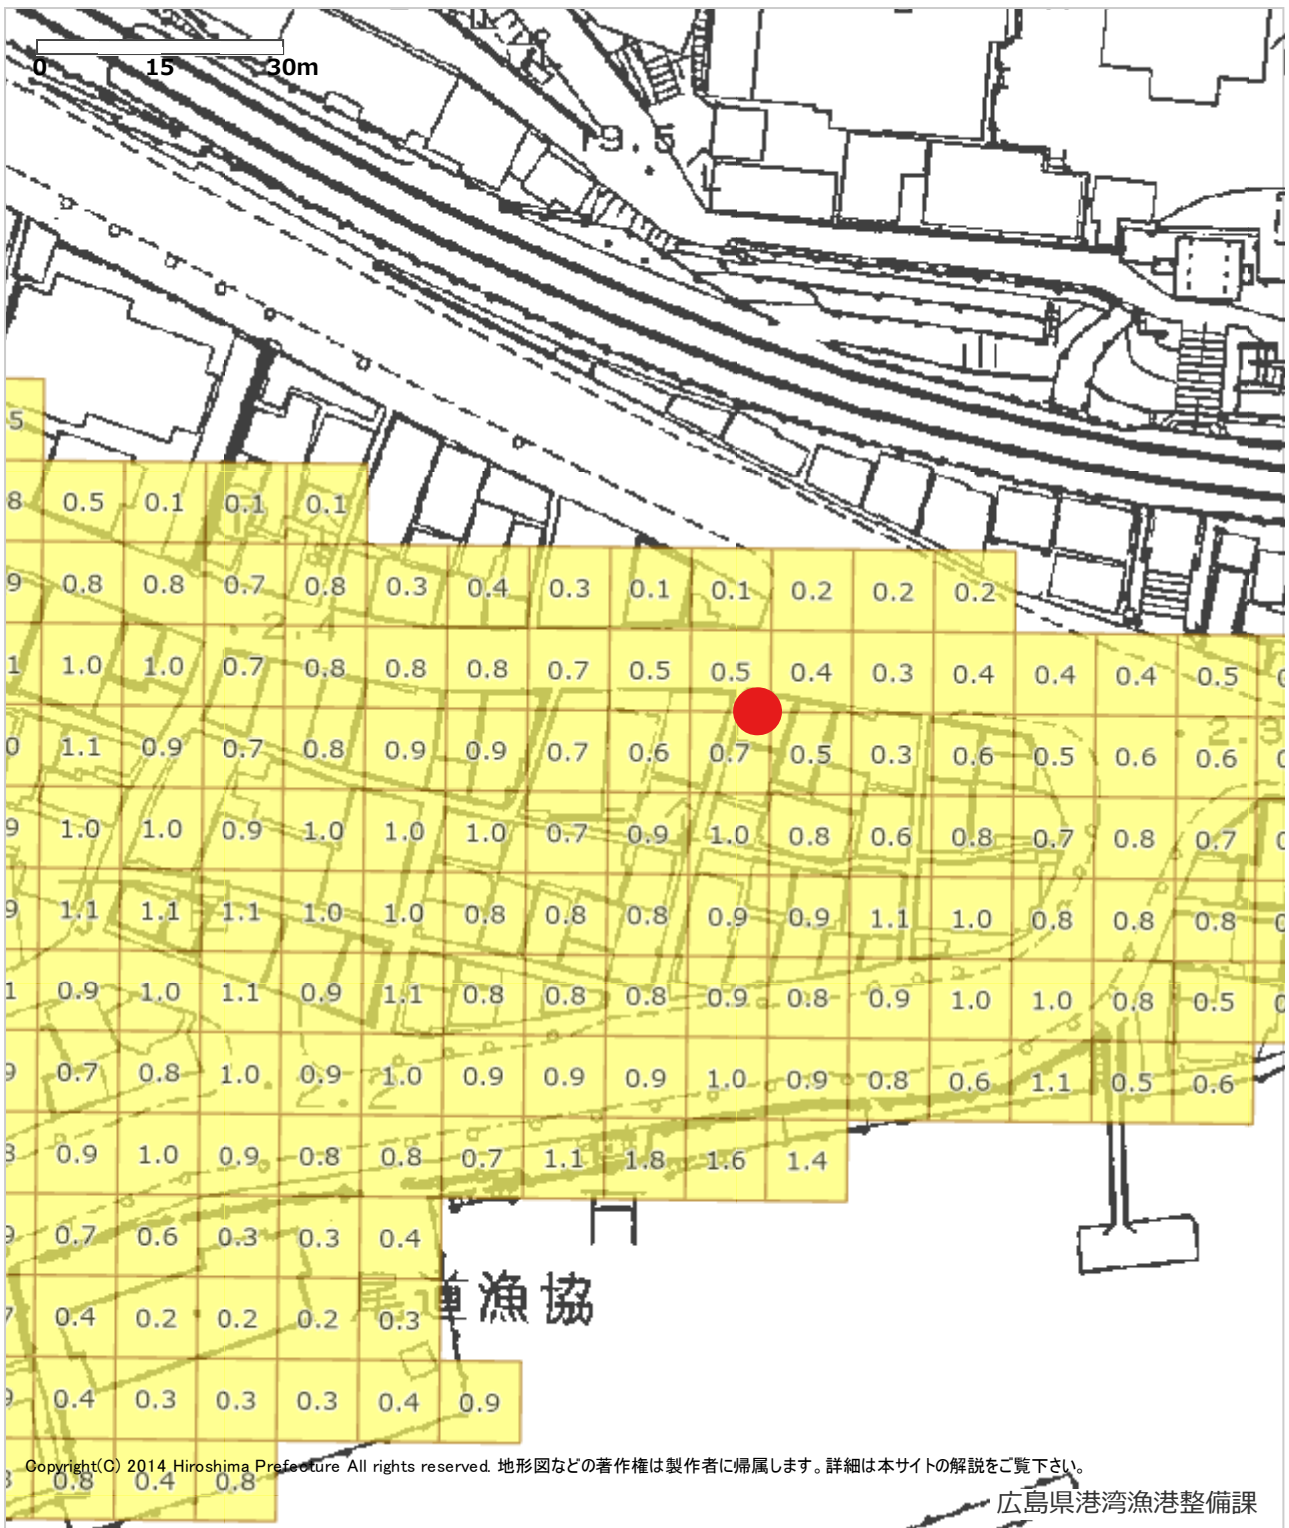 0 15 30m
19.5
5
8 0.5 0.1 0.1 0.1
9 0.8 0.8 0.7 0.8 0.3 0.4 0.3 0.1 0.1 0.2 0.2 0.2
2.4
1 1.0 1.0 0.7 0.8 0.8 0.8 0.7 0.5 0.5 0.4 0.3 0.4 0.4 0.4 0.5
2.3
0 1.1 0.9 0.7 0.8 0.9 0.9 0.7 0.6 0.7 0.5 0.3 0.6 0.5 0.6 0.6
9 1.0 1.0 0.9 1.0 1.0 1.0 0.7 0.9 1.0 0.8 0.6 0.8 0.7 0.8 0.7
9 1.1 1.1 1.1 1.0 1.0 0.8 0.8 0.8 0.9 0.9 1.1 1.0 0.8 0.8 0.8
1 0.9 1.0 1.1 0.9 1.1 0.8 0.8 0.8 0.9 0.8 0.9 1.0 1.0 0.8 0.5
9 0.7 0.8 1.0 0.9 1.0 0.9 0.9 0.9 1.0 0.9 0.8 0.6 1.1 0.5 0.6
2.2
0.9 1.0 0.9 0.8 0.8 0.7 1.1 1.8 1.6 1.4
9 0.7 0.6 0.3 0.3 0.4
尾道漁協
7 0.4 0.2 0.2 0.2 0.3
9 0.4 0.3 0.3 0.3 0.4 0.9
0.8 0.4 0.8
Copyright(C) 2014 Hiroshima Prefecture All rights reserved. 地形図などの著作権は製作者に帰属します。詳細は本サイトの解説をご覧下さい。
広島県港湾漁港整備課